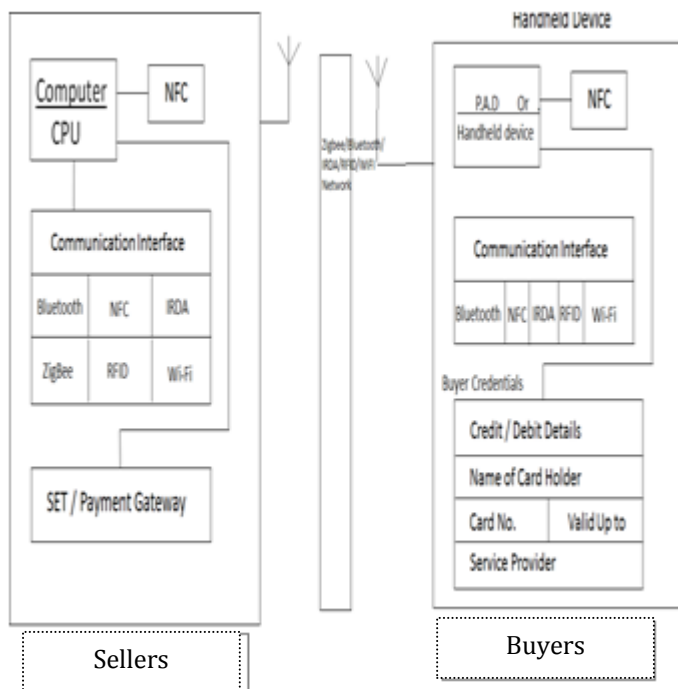 Computer
CPU
NFC
Communication Interface
Bluetooth NFC IRDA
ZigBee RFID Wi-Fi
SET / Payment Gateway
Sellers
Zigbee/Bluetooth/
IRDA/RFID/WIFI
Network
Handheld Device
P.A.D Or
Handheld device
NFC
Communication Interface
Bluetooth NFC IRDA RFID Wi-Fi
Buyer Credentials
Credit / Debit Details
Name of Card Holder
Card No. Valid Up to
Service Provider
Buyers